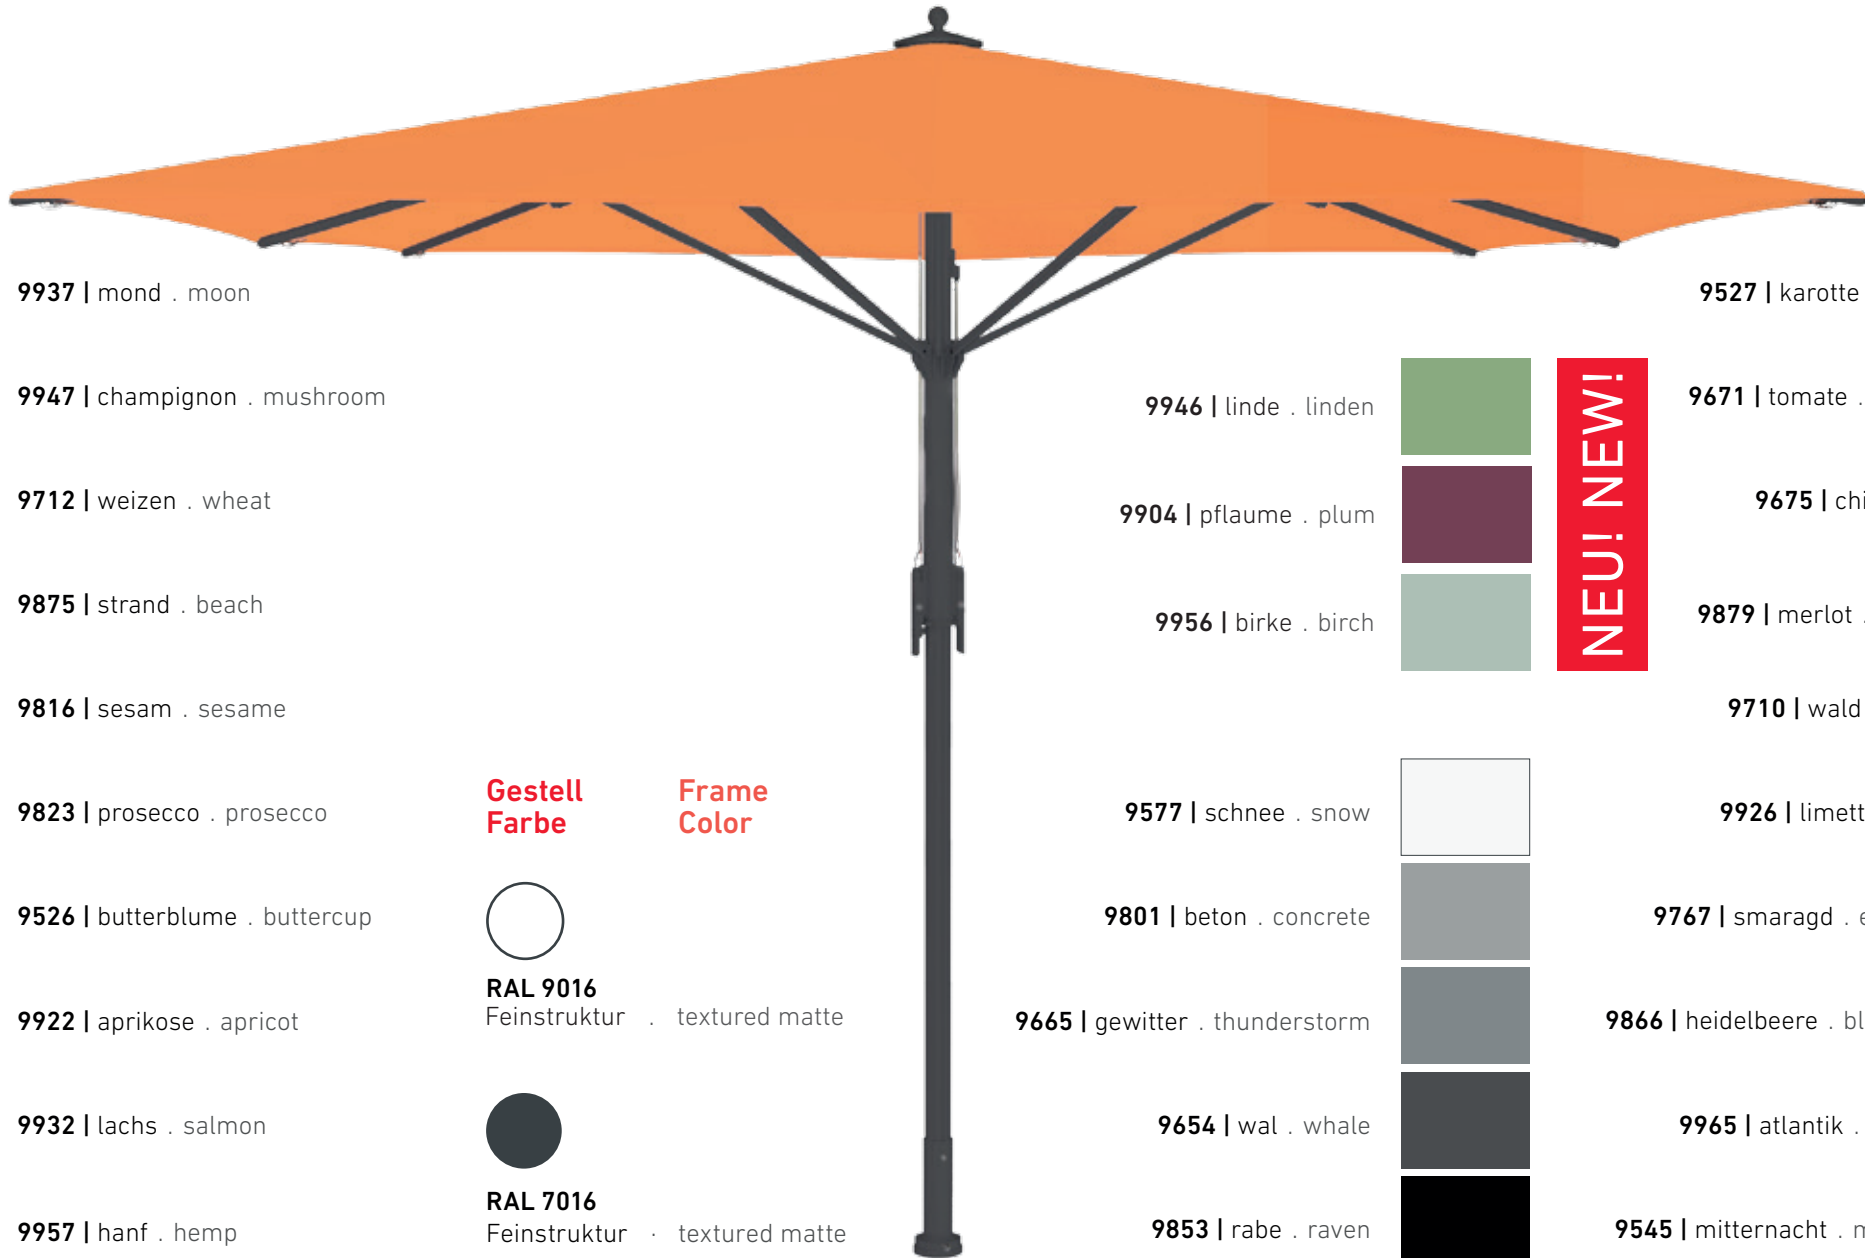 9937 | mond . moon
9947 | champignon . mushroom
9712 | weizen . wheat
9875 | strand . beach
9816 | sesam . sesame
9823 | prosecco . prosecco
9526 | butterblume . buttercup
9922 | aprikose . apricot
9932 | lachs . salmon
9957 | hanf . hemp
Gestell Frame
Farbe Color
RAL 9016
Feinstruktur . textured matte
RAL 7016
Feinstruktur · textured matte
9946 | linde . linden
9904 | pflaume . plum
9956 | birke . birch
NEU! NEW!
9577 | schnee . snow
9801 | beton . concrete
9665 | gewitter . thunderstorm
9654 | wal . whale
9853 | rabe . raven
9527 | karotte
9671 | tomate .
9675 |
9879 | merlot .
9710 | wald
9926 |
9767 | smaragd .
9866 | heidelbeere .
9965 | atlantik .
9545 | mitternacht .